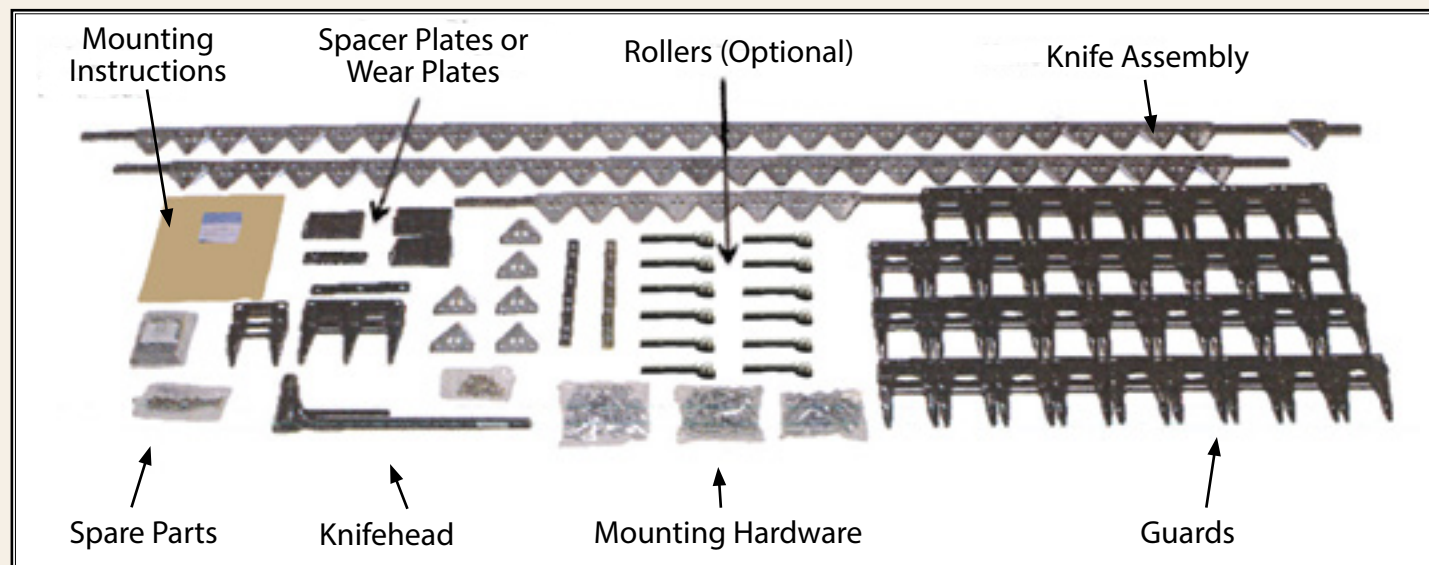 Mounting
Instructions
Spacer Plates or
Wear Plates
Rollers (Optional)
Knife Assembly
Spare Parts
Knifehead
Mounting Hardware
Guards